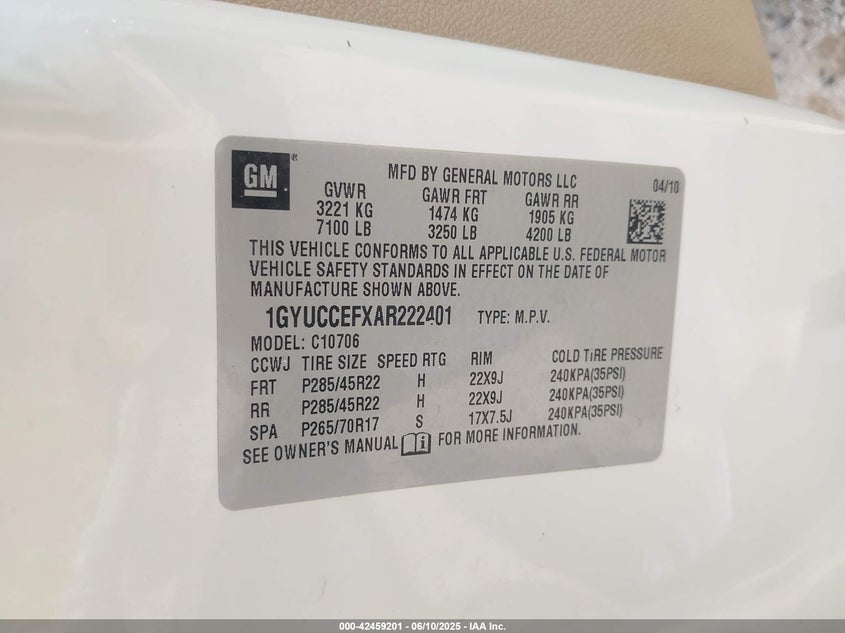 GM®
MFD BY GENERAL MOTORS LLC 04/10
GVWR GAWR FRT GAWR RR
3221 KG 1474 KG 1905 KG
7100 LB 3250 LB 4200 LB
THIS VEHICLE CONFORMS TO ALL APPLICABLE U.S. FEDERAL MOTOR
VEHICLE SAFETY STANDARDS IN EFFECT ON THE DATE OF
MANUFACTURE SHOWN ABOVE.
1GYUCCEFXAR222401 TYPE: M.P.V.
MODEL: C10706
CCWJ TIRE SIZE SPEED RTG RIM COLD TIRE PRESSURE
FRT P285/45R22 H 22X9J 240KPA(35PSI)
RR P285/45R22 H 22X9J 240KPA(35PSI)
SPA P265/70R17 S 17X7.5J 240KPA(35PSI)
SEE OWNER'S MANUAL i FOR MORE INFORMATION.
000-42459201 - 06/10/2025 - IAA Inc.